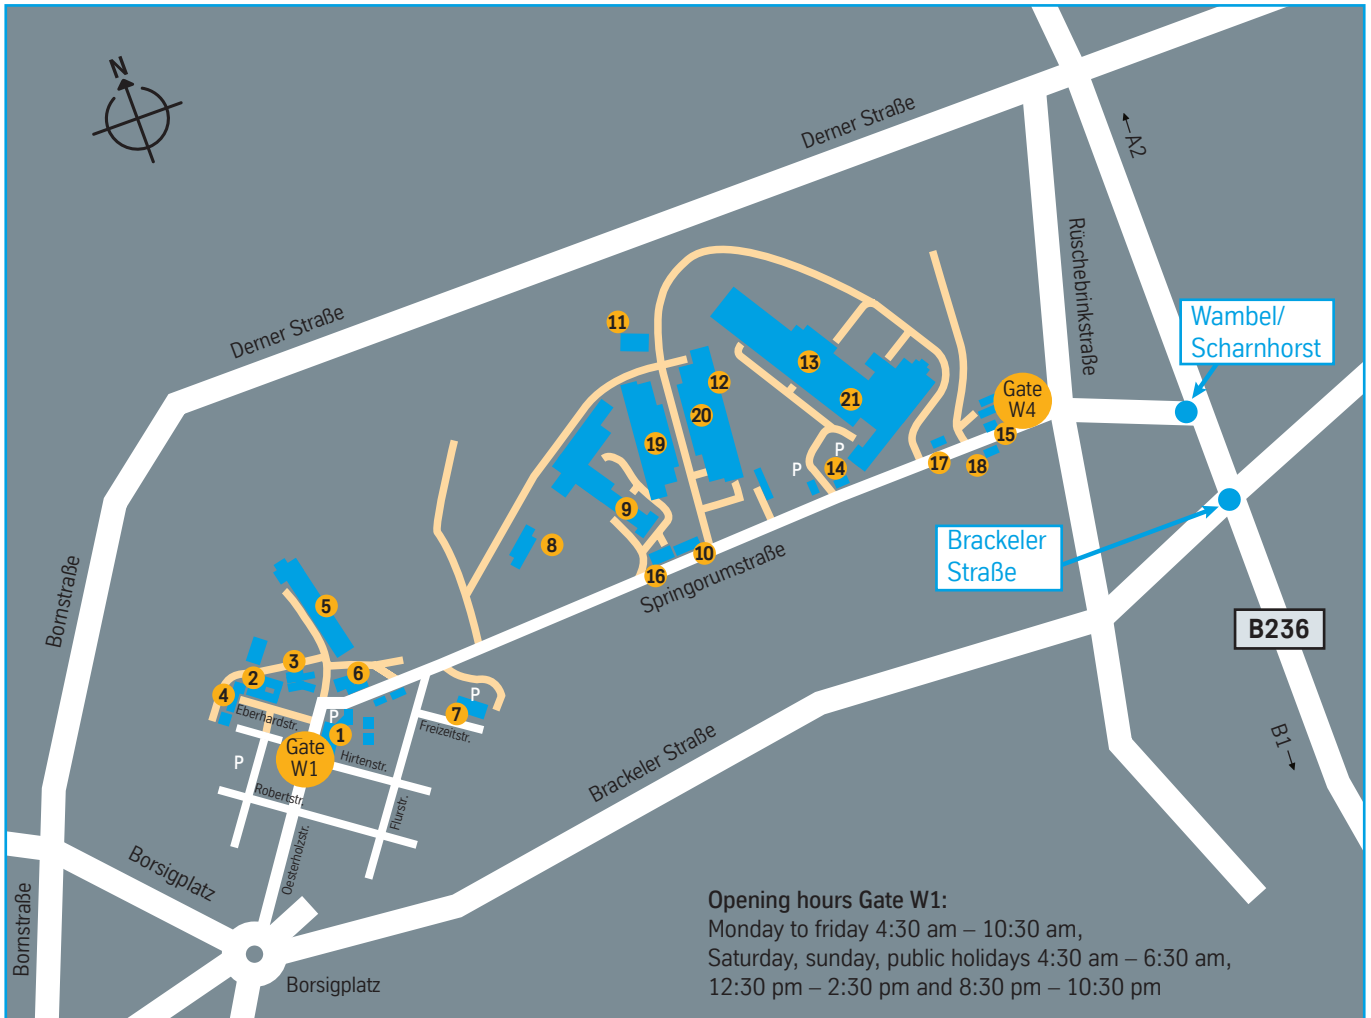 N
Derner Straße
← A2
Rüschebrinkstraße
Derner Straße
Wambel/
Scharnhorst
11
13
12
21
20
Gate
W4
19
15
P
P
14
17
18
9
8
10
16
Springorumstraße
Brackeler
Straße
Bornstraße
5
B236
3
6
2
4
P
7
Eberhardstr.
P
1
Freizeitstr.
Gate
W1
Hirtenstr.
P
Robertstr.
Flurstr.
Oesterholzstr.
Brackeler Straße
B1 →
Borsigplatz
Bornstraße
Borsigplatz
Opening hours Gate W1:
Monday to friday 4:30 am – 10:30 am,
Saturday, sunday, public holidays 4:30 am – 6:30 am,
12:30 pm – 2:30 pm and 8:30 pm – 10:30 pm